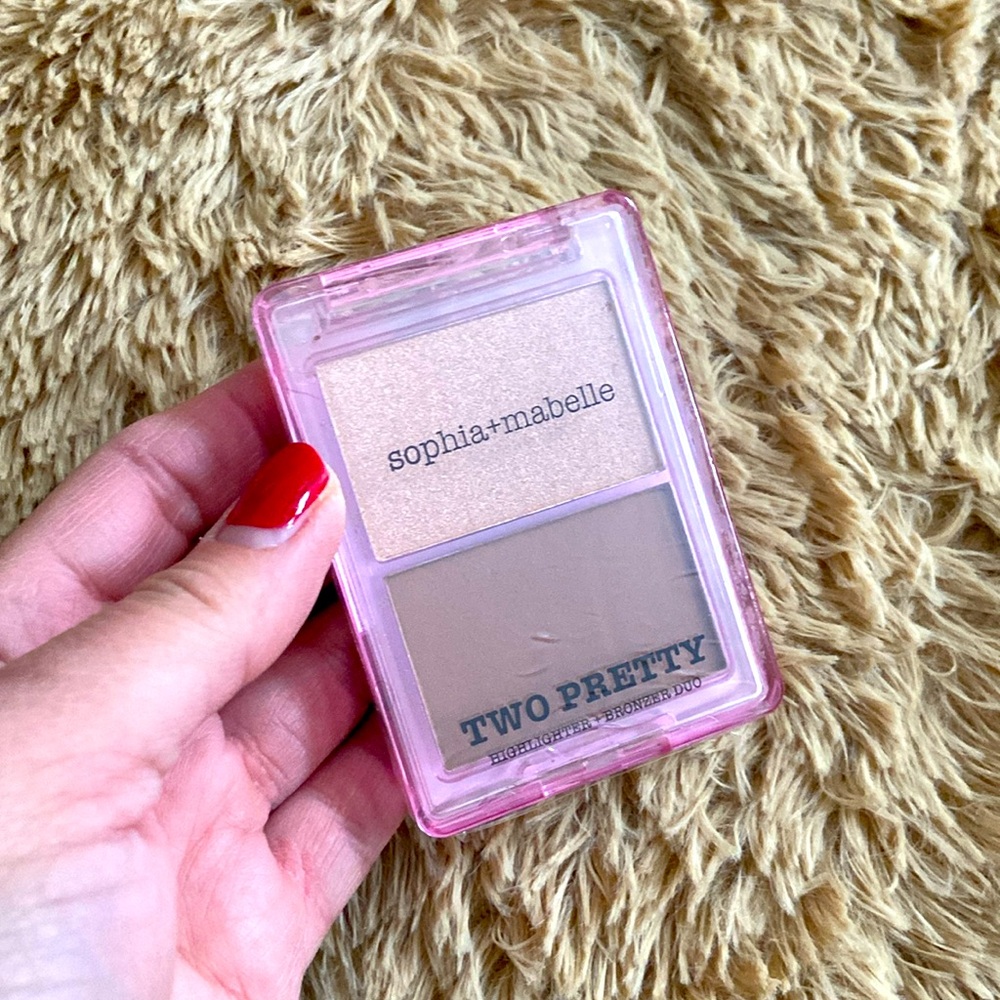 sophia+mabelle
TWO PRETTY
HIGHLIGHTER + BRONZER DUO